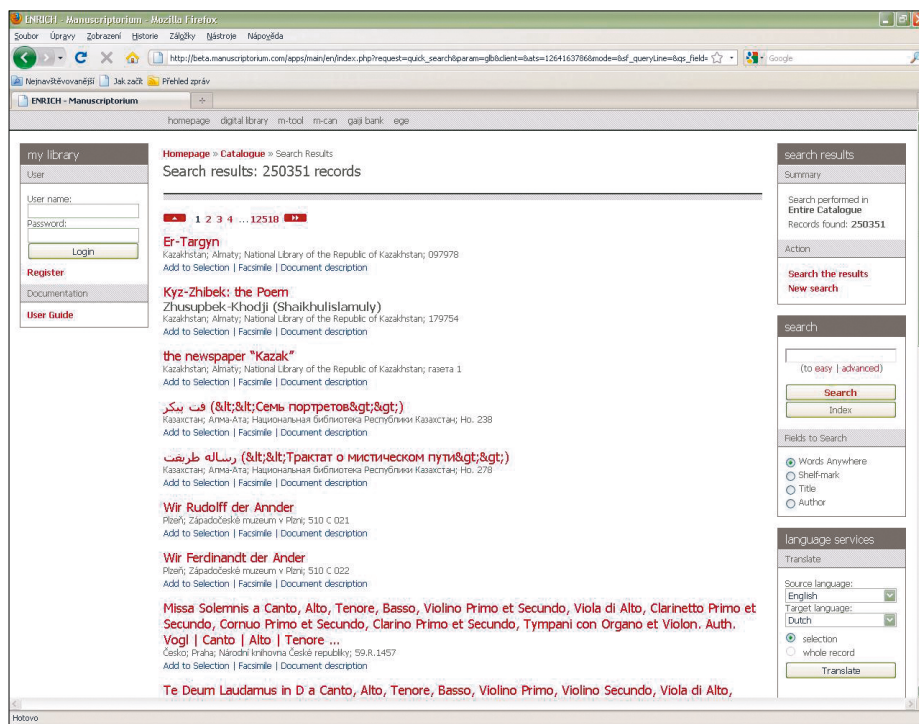 ENRICH - Manuscriptorium - Mozilla Firefox
Soubor Úpravy Zobrazení Historie Záložky Nástroje Nápověda
http://beta.manuscriptorium.com/apps/main/en/index.php?request=quick_search&param=glb&client=&ats=1264163786&mode=&sf_queryLine=&qs_field=
Google
Nejnavštěvovanější Jak začít Přehled zpráv
ENRICH - Manuscriptorium
homepage digital library m-tool m-can gaiji bank ege
my library
User
User name:
Password:
Login
Register
Documentation
User Guide
Homepage » Catalogue » Search Results
Search results: 250351 records
1 2 3 4 ... 12518
Er-Targyn
Kazakhstan; Almaty; National Library of the Republic of Kazakhstan; 097978
Add to Selection | Facsimile | Document description
Kyz-Zhibek: the Poem
Zhusupbek-Khodji (Shaikhulislamuly)
Kazakhstan; Almaty; National Library of the Republic of Kazakhstan; 179754
Add to Selection | Facsimile | Document description
the newspaper “Kazak”
Kazakhstan; Almaty; National Library of the Republic of Kazakhstan; газета 1
Add to Selection | Facsimile | Document description
فت پیکر (&lt;&lt;Семь портретов&gt;&gt;)
Казахстан; Алма-Ата; Национальная библиотека Республики Казахстан; Но. 238
Add to Selection | Facsimile | Document description
رساله طریقت (&lt;&lt;Трактат о мистическом пути&gt;&gt;)
Казахстан; Алма-Ата; Национальная библиотека Республики Казахстан; Но. 278
Add to Selection | Facsimile | Document description
Wir Rudolff der Annder
Plzeň; Západočeské muzeum v Plzni; 510 C 021
Add to Selection | Facsimile | Document description
Wir Ferdinandt der Ander
Plzeň; Západočeské muzeum v Plzni; 510 C 022
Add to Selection | Facsimile | Document description
Missa Solemnis a Canto, Alto, Tenore, Basso, Violino Primo et Secundo, Viola di Alto, Clarinetto Primo et
Secundo, Cornuo Primo et Secundo, Clarino Primo et Secundo, Tympani con Organo et Violon. Auth.
Vogl | Canto | Alto | Tenore ...
Česko; Praha; Národní knihovna České republiky; 59.R.1457
Add to Selection | Facsimile | Document description
Te Deum Laudamus in D a Canto, Alto, Tenore, Basso, Violino Primo, Violino Secundo, Viola di Alto,
search results
Summary
Search performed in
Entire Catalogue
Records found: 250351
Action
Search the results
New search
search
(to easy | advanced)
Search
Index
Fields to Search
Words Anywhere
Shelf-mark
Title
Author
language services
Translate
Source language:
English
Target language:
Dutch
selection
whole record
Translate
Hotovo